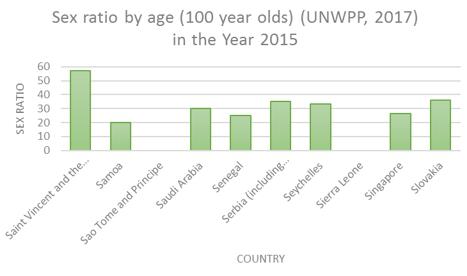 Sex ratio by age (100 year olds) (UNWPP, 2017)
in the Year 2015
SEX RATIO
60
50
40
30
20
10
0
Saint Vincent and the…
Samoa
Sao Tome and Principe
Saudi Arabia
Senegal
Serbia (including…
Seychelles
Sierra Leone
Singapore
Slovakia
COUNTRY